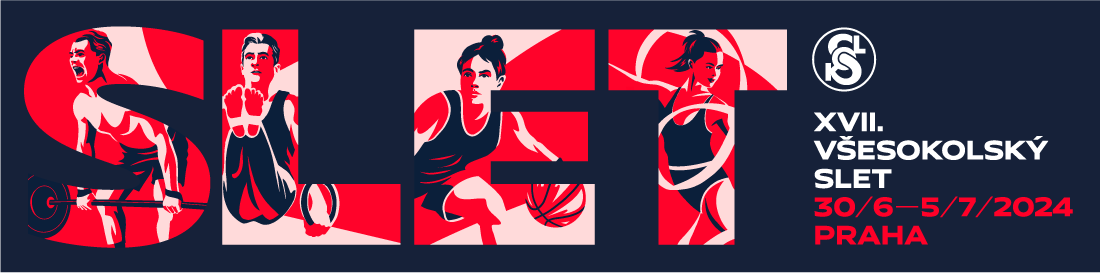 SLET
XVII.
VŠESOKOLSKÝ
SLET
30/6—5/7/2024
PRAHA